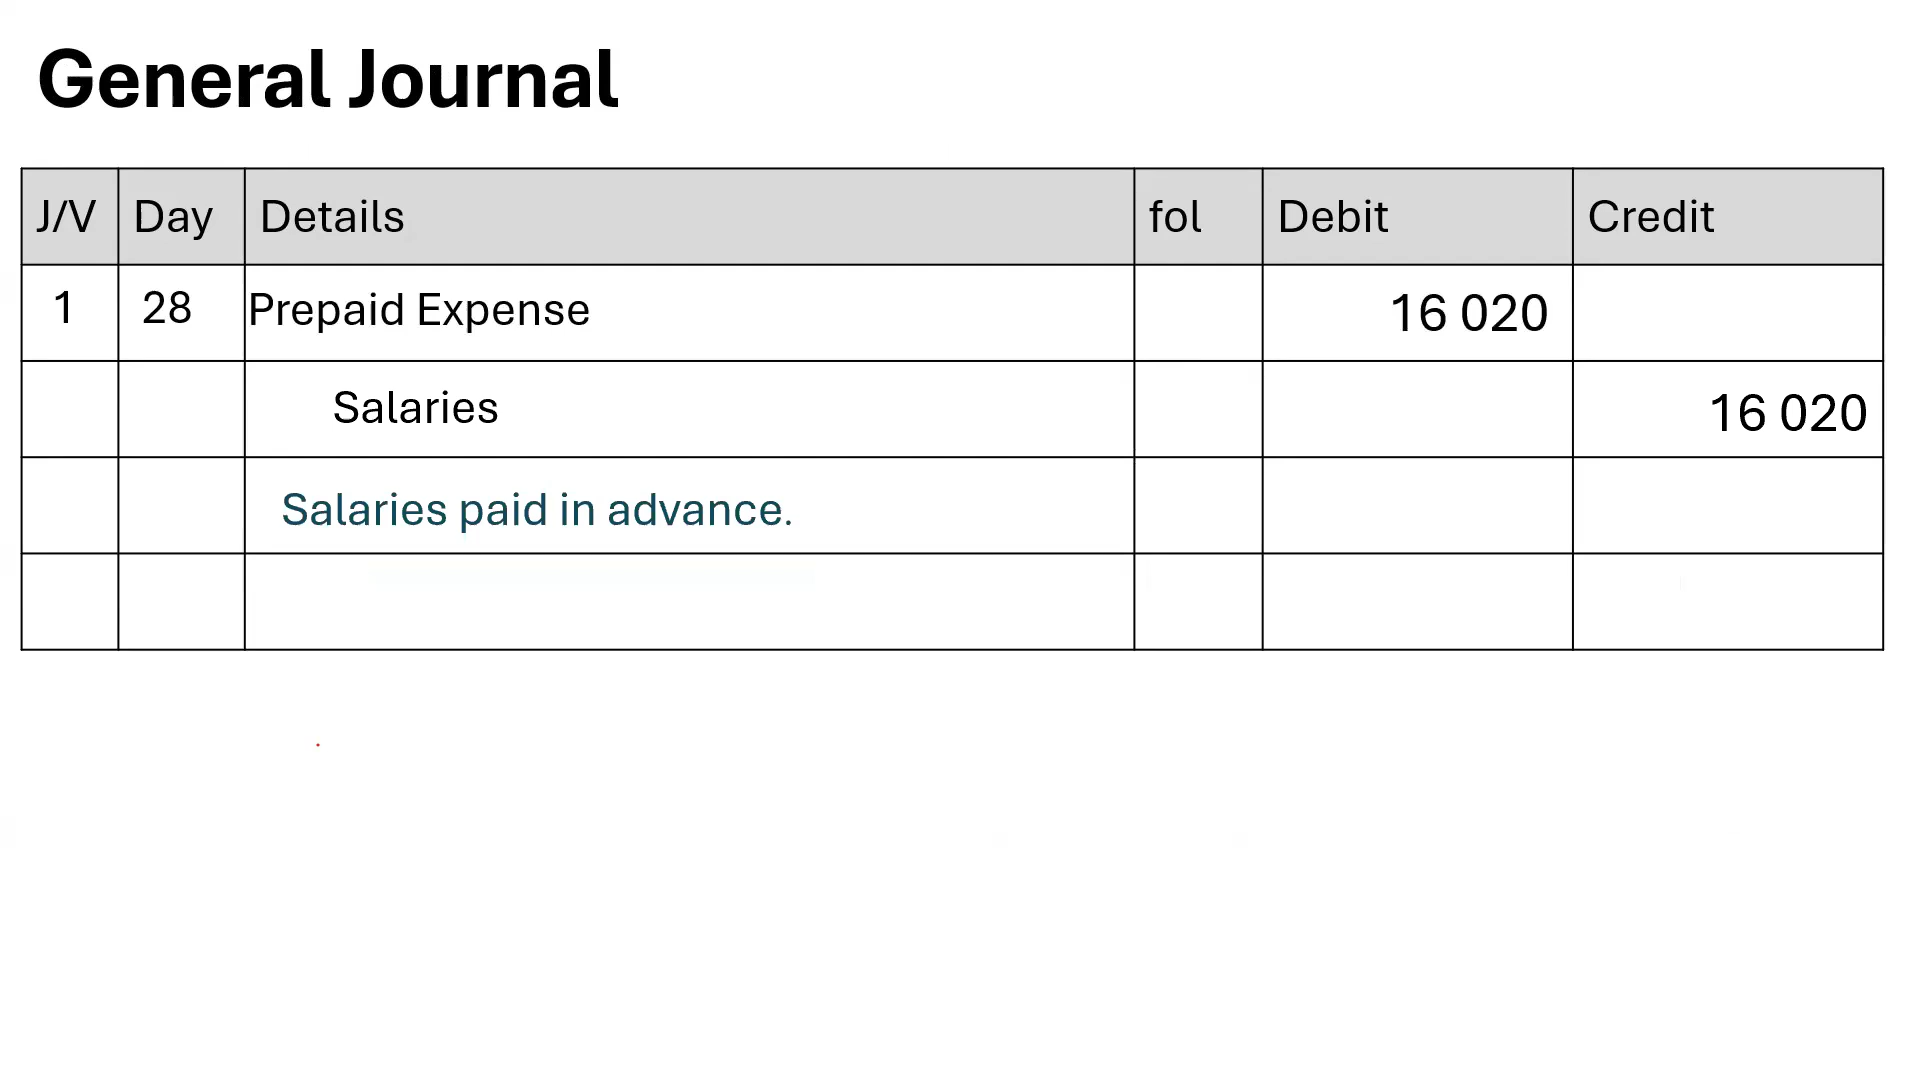 General Journal
J/V Day Details fol Debit Credit
1 28 Prepaid Expense 16 020
Salaries 16 020
Salaries paid in advance.